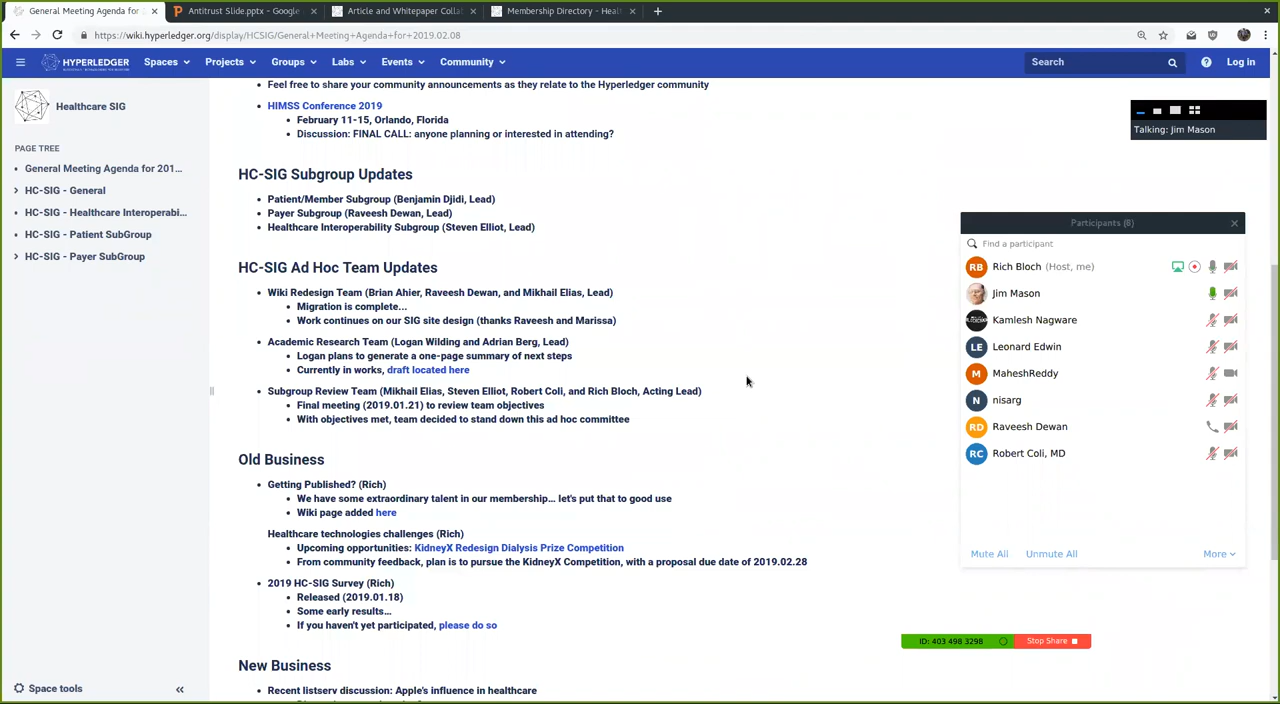 General Meeting Agenda for
Antitrust Slide.pptx - Google
Article and Whitepaper Colla
Membership Directory - Heal
https://wiki.hyperledger.org/display/HCSIG/General+Meeting+Agenda+for+2019.02.08
HYPERLEDGER
Spaces
Projects
Groups
Labs
Events
Community
Search
Log in
Healthcare SIG
PAGE TREE
General Meeting Agenda for 201...
HC-SIG - General
HC-SIG - Healthcare Interoperabi...
HC-SIG - Patient SubGroup
HC-SIG - Payer SubGroup
Space tools
Feel free to share your community announcements as they relate to the Hyperledger community
HIMSS Conference 2019
February 11-15, Orlando, Florida
Discussion: FINAL CALL: anyone planning or interested in attending?
HC-SIG Subgroup Updates
Patient/Member Subgroup (Benjamin Djidi, Lead)
Payer Subgroup (Raveesh Dewan, Lead)
Healthcare Interoperability Subgroup (Steven Elliot, Lead)
HC-SIG Ad Hoc Team Updates
Wiki Redesign Team (Brian Ahier, Raveesh Dewan, and Mikhail Elias, Lead)
Migration is complete...
Work continues on our SIG site design (thanks Raveesh and Marissa)
Academic Research Team (Logan Wilding and Adrian Berg, Lead)
Logan plans to generate a one-page summary of next steps
Currently in works, draft located here
Subgroup Review Team (Mikhail Elias, Steven Elliot, Robert Coli, and Rich Bloch, Acting Lead)
Final meeting (2019.01.21) to review team objectives
With objectives met, team decided to stand down this ad hoc committee
Old Business
Getting Published? (Rich)
We have some extraordinary talent in our membership... let's put that to good use
Wiki page added here
Healthcare technologies challenges (Rich)
Upcoming opportunities: KidneyX Redesign Dialysis Prize Competition
From community feedback, plan is to pursue the KidneyX Competition, with a proposal due date of 2019.02.28
2019 HC-SIG Survey (Rich)
Released (2019.01.18)
Some early results...
If you haven't yet participated, please do so
New Business
Recent listserv discussion: Apple's influence in healthcare
Talking: Jim Mason
Participants (8)
Find a participant
RB Rich Bloch (Host, me)
Jim Mason
Kamlesh Nagware
LE Leonard Edwin
M MaheshReddy
N nisarg
RD Raveesh Dewan
RC Robert Coli, MD
Mute All
Unmute All
More
ID: 403 498 3298
Stop Share